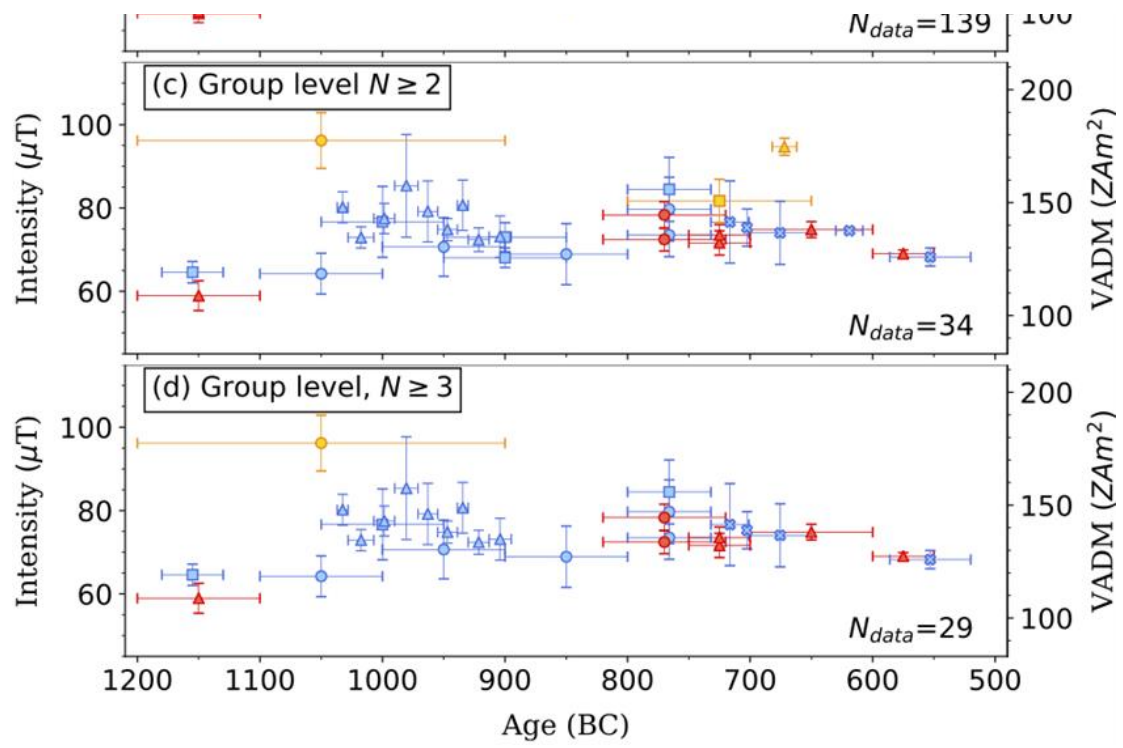 100
N_data=139
(c) Group level N ≥ 2
200
100
80
150
60
100
Intensity (μT)
VADM (ZAm²)
N_data=34
(d) Group level, N ≥ 3
200
100
80
150
60
100
Intensity (μT)
VADM (ZAm²)
N_data=29
1200 1100 1000 900 800 700 600 500
Age (BC)